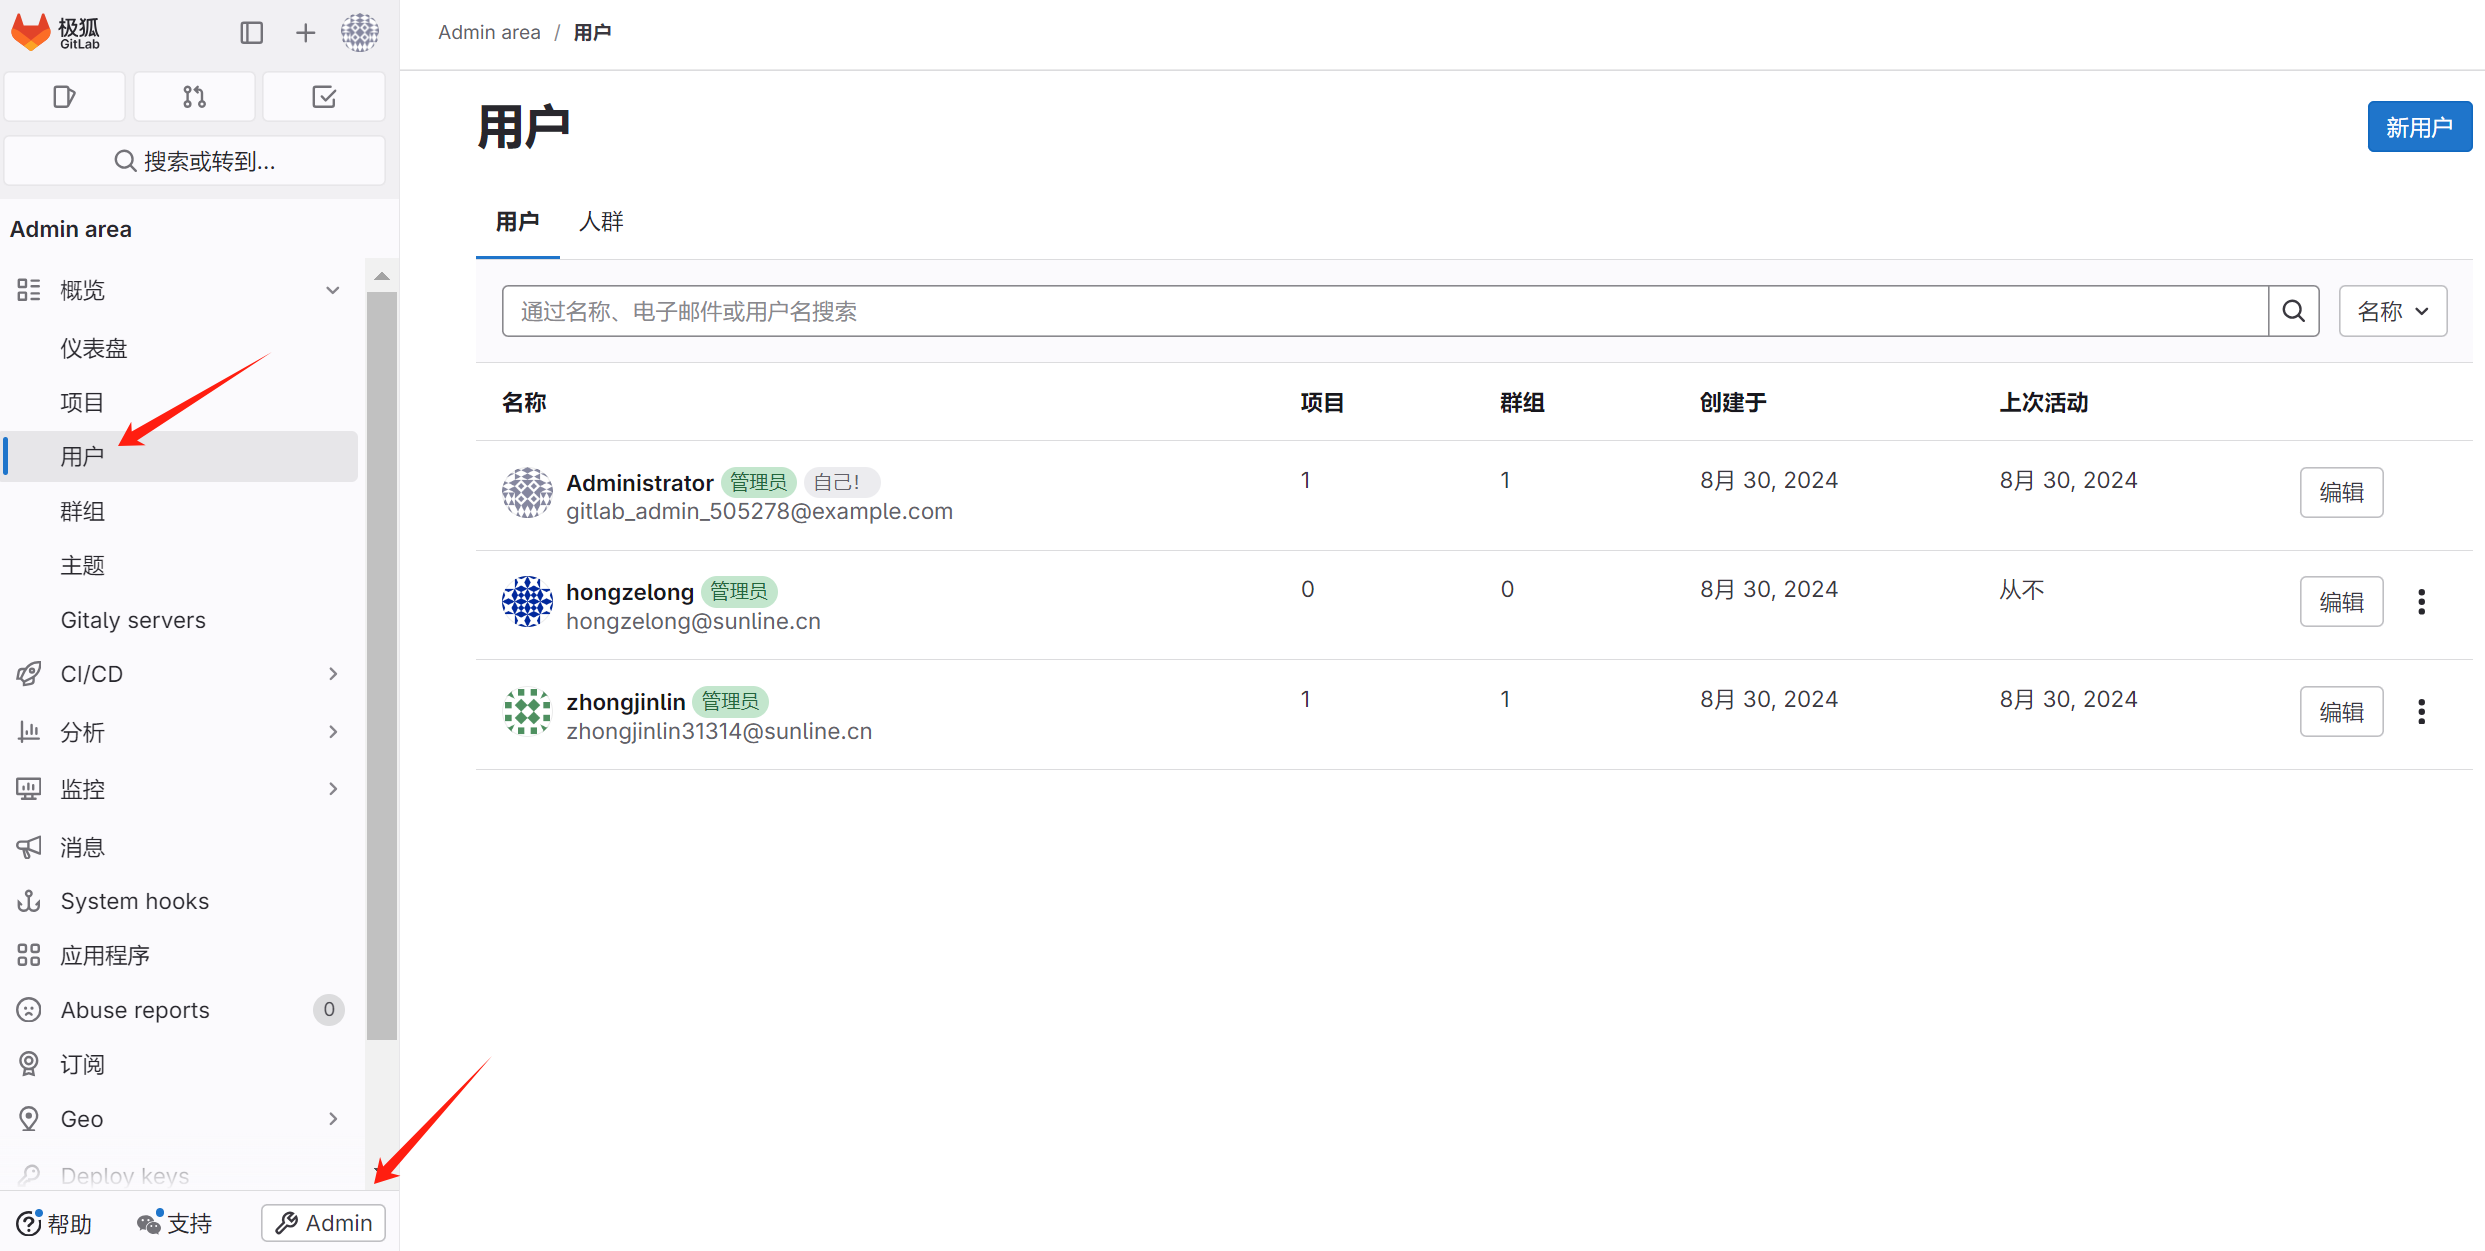 极狐
GitLab
搜索或转到...
Admin area
概览
仪表盘
项目
用户
群组
主题
Gitaly servers
CI/CD
分析
监控
消息
System hooks
应用程序
Abuse reports 0
订阅
Geo
Deploy keys
帮助 支持 Admin
Admin area / 用户
用户
新用户
用户 人群
通过名称、电子邮件或用户名搜索 名称
名称 项目 群组 创建于 上次活动
Administrator 管理员 自己! 1 1 8月 30, 2024 8月 30, 2024 编辑
gitlab_admin_505278@example.com
hongzelong 管理员 0 0 8月 30, 2024 从不 编辑
hongzelong@sunline.cn
zhongjinlin 管理员 1 1 8月 30, 2024 8月 30, 2024 编辑
zhongjinlin31314@sunline.cn